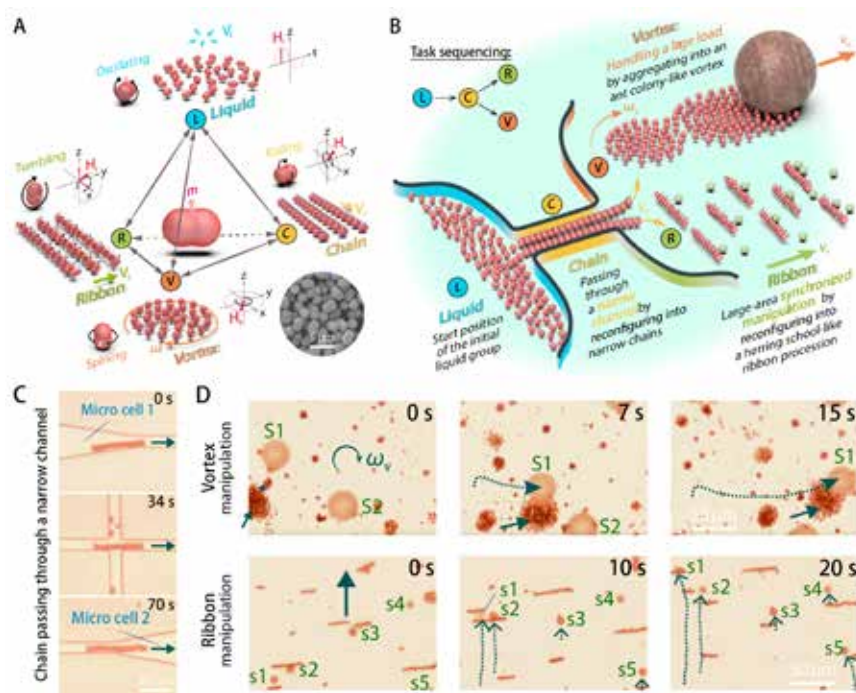 A
Oscillating
V
H
z
t
L
Liquid
Tumbling
z
H
y
x
Rolling
z
H
y
x
m
R
C
V
V
Ribbon
Chain
z
y
x
H
Spinning
ω
Vortex
B
Task sequencing:
L
C
R
V
Vortex:
Handling a large load
by aggregating into an
ant colony-like vortex
ω
V
C
R
L
Liquid
Start position
of the initial
liquid group
Chain
Passing
through
a narrow
channel by
reconfiguring into
narrow chains
Ribbon
Large-area synchronized
manipulation by
reconfiguring into
a herring school-like
ribbon procession
C
Chain passing through a narrow channel
0 s
Micro cell 1
34 s
70 s
Micro cell 2
D
Vortex
manipulation
0 s
S1
ωv
S2
7 s
S1
S2
15 s
S1
Ribbon
manipulation
0 s
s4
s3
s1
s2
s5
10 s
s1
s2
s4
s3
s5
20 s
s1
s2
s4
s3
s5